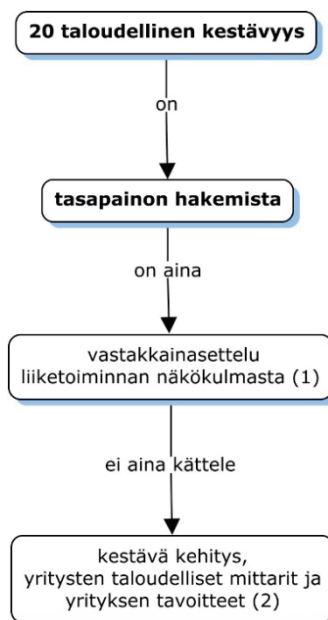 20 taloudellinen kestävyys
on
tasapainon hakemista
on aina
vastakkainasettelu
liiketoiminnan näkökulmasta (1)
ei aina kättele
kestävä kehitys,
yritysten taloudelliset mittarit ja
yrityksen tavoitteet (2)